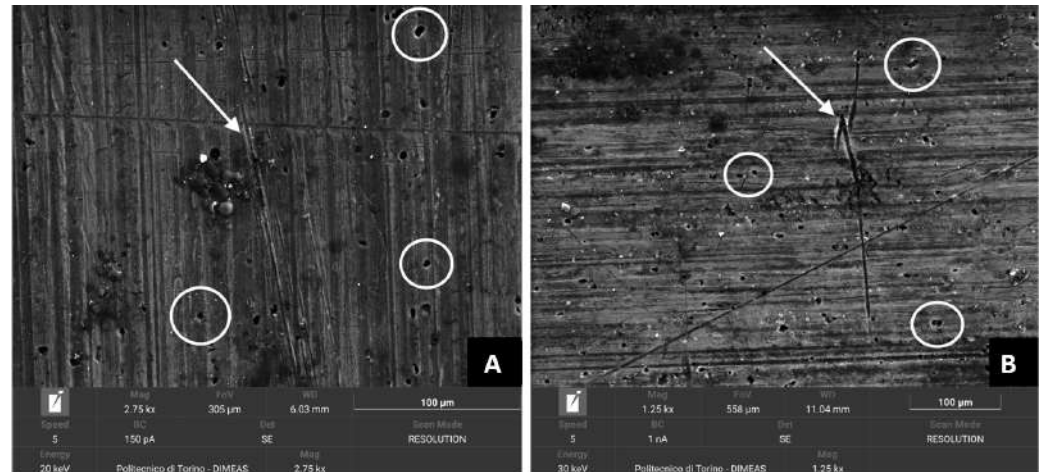 A
Mag
FoV
WD
2.75 kx
305 µm
6.03 mm
100 µm
Speed
BC
Det
Scan Mode
5
150 pA
SE
RESOLUTION
Energy
Mag
20 keV
Politecnico di Torino - DIMEAS
2.75 kx
B
Mag
FoV
WD
1.25 kx
558 µm
11.04 mm
100 µm
Speed
BC
Det
Scan Mode
5
1 nA
SE
RESOLUTION
Energy
Mag
30 keV
Politecnico di Torino - DIMEAS
1.25 kx